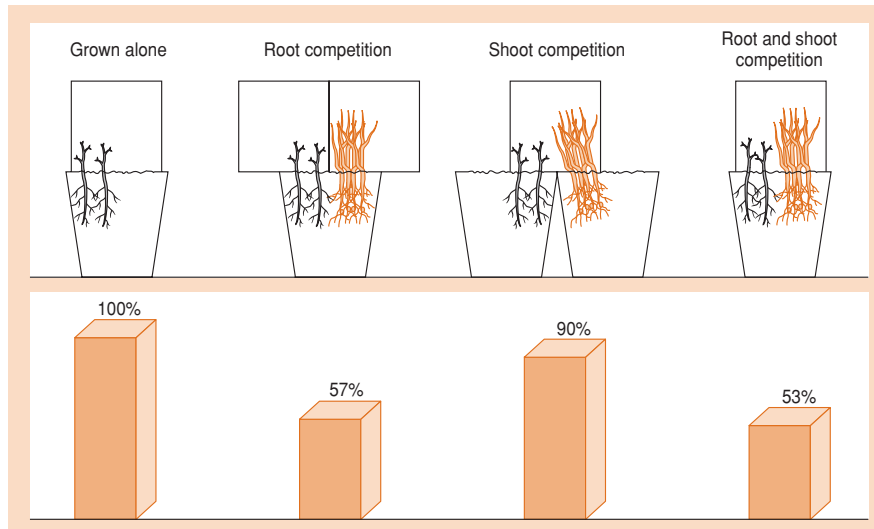 Grown alone
Root competition
Shoot competition
Root and shoot
competition
100%
57%
90%
53%